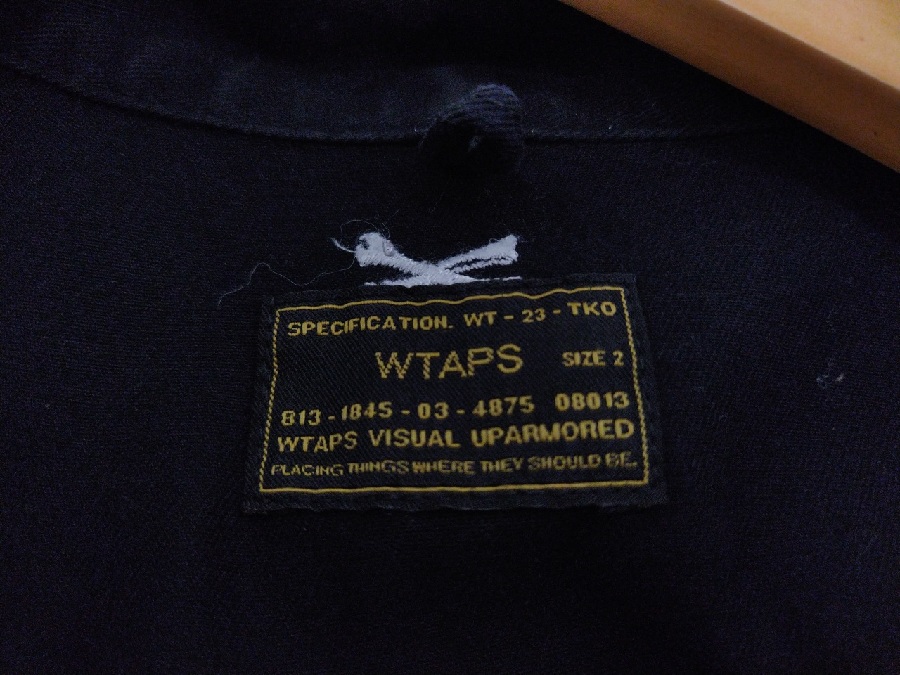 SPECIFICATION. WT - 23 - TKO
WTAPS SIZE 2
813 - 184S - 03 - 4875 08013
WTAPS VISUAL UPARMORED
PLACING THINGS WHERE THEY SHOULD BE.